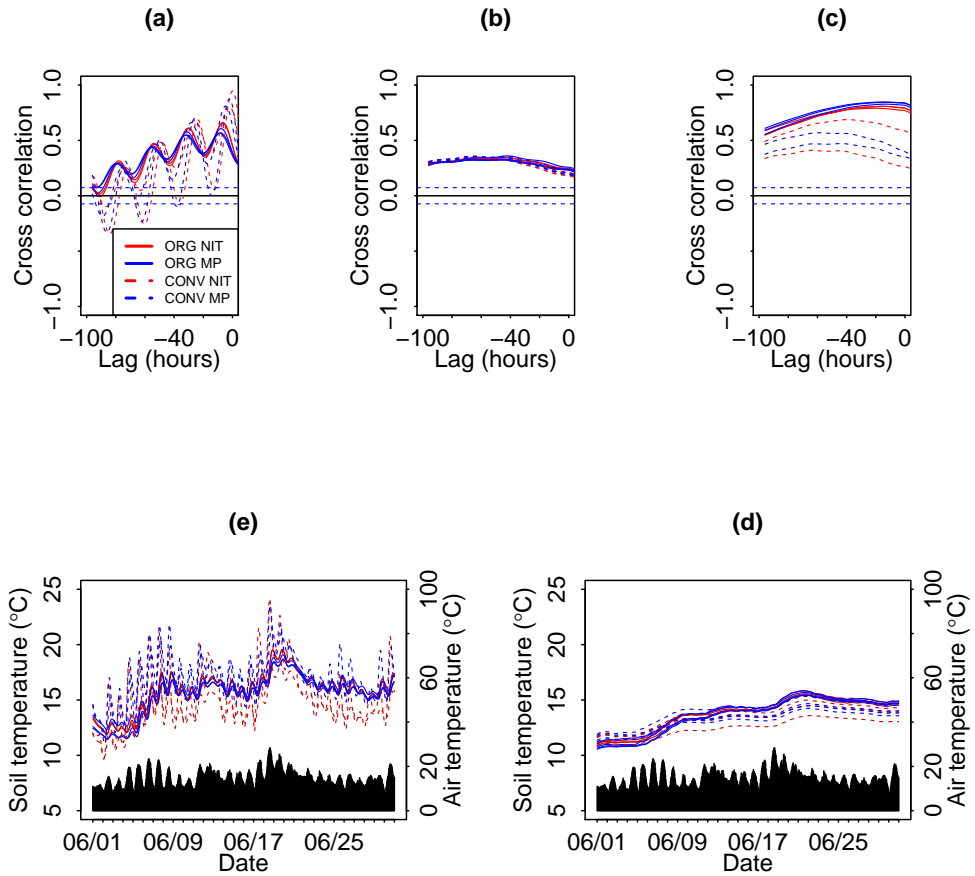 (a)
(b)
(c)
Cross correlation
1.0
0.5
0.0
−1.0
ORG NIT
ORG MP
CONV NIT
CONV MP
−100 −40 0
Lag (hours)
Cross correlation
1.0
0.5
0.0
−1.0
−100 −40 0
Lag (hours)
Cross correlation
1.0
0.5
0.0
−1.0
−100 −40 0
Lag (hours)
(e)
(d)
Soil temperature (°C)
25
20
15
10
5
100
60
20
0
Air temperature (°C)
06/01 06/09 06/17 06/25
Date
Soil temperature (°C)
25
20
15
10
5
100
60
20
0
Air temperature (°C)
06/01 06/09 06/17 06/25
Date